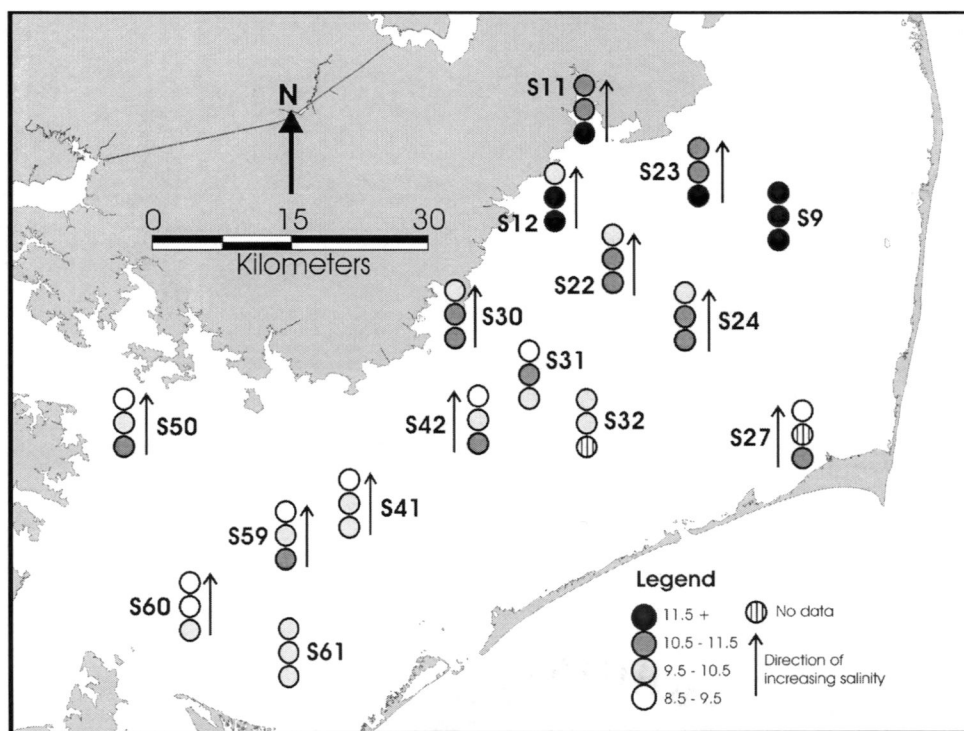 S11
N
S23
0 15 30
S12
S9
Kilometers
S22
S30
S24
S31
S50
S42
S32
S27
S41
S59
Legend
S60
11.5 +
No data
S61
10.5 - 11.5
9.5 - 10.5
Direction of
increasing salinity
8.5 - 9.5